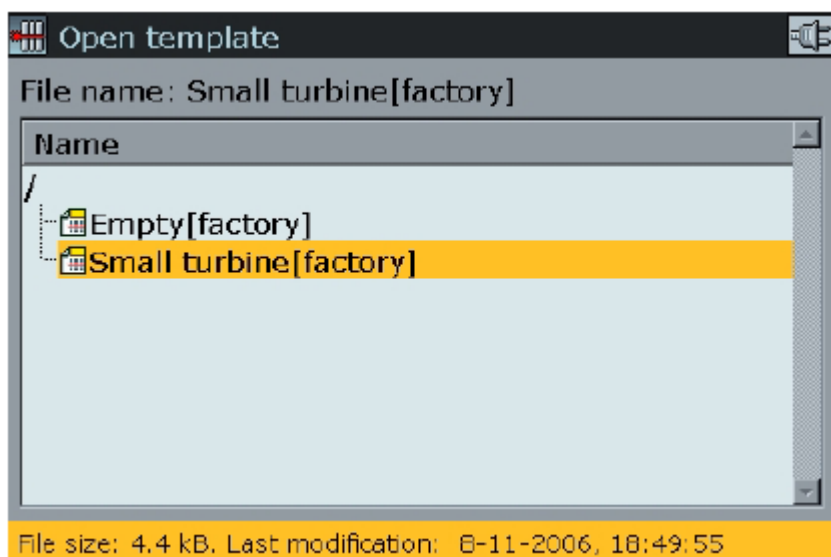 Open template
File name: Small turbine[factory]
Name
/
Empty[factory]
Small turbine[factory]
File size: 4.4 kB. Last modification: 8-11-2006, 18:49:55